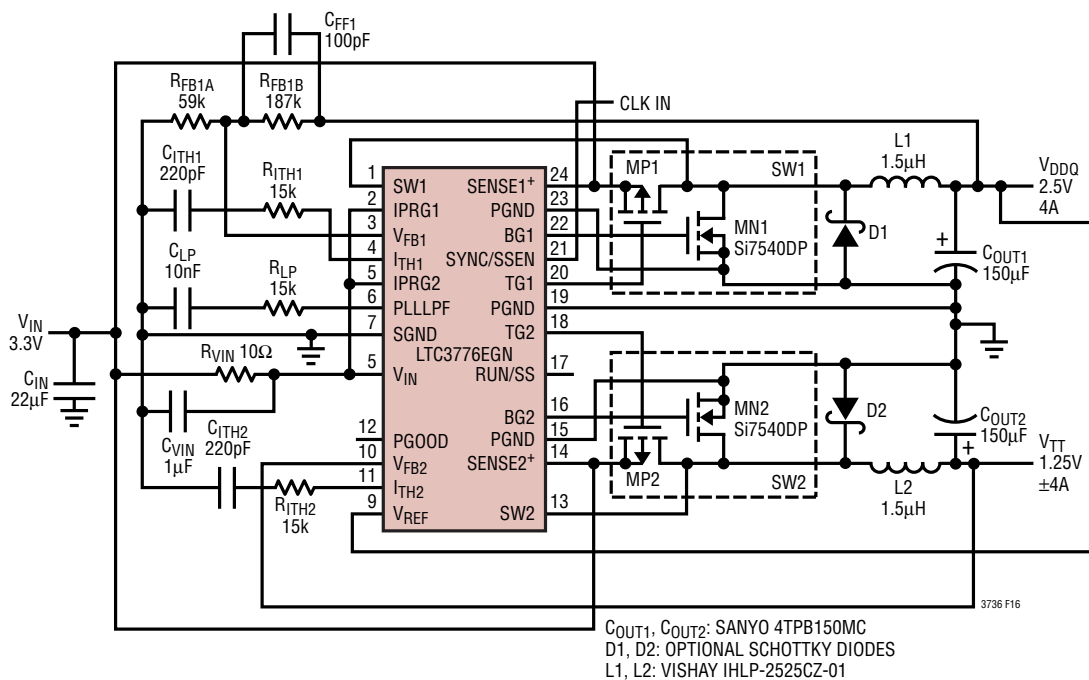 CFF1
100pF
RFB1A
59k
RFB1B
187k
CLK IN
CITH1
220pF
RITH1
15k
CLP
10nF
RLP
15k
VIN
3.3V
CIN
22µF
RVIN 10Ω
CVIN
1µF
CITH2
220pF
RITH2
15k
1 SW1
2 IPRG1
3 VFB1
4 ITH1
5 IPRG2
6 PLLLPF
7 SGND
LTC3776EGN
5 VIN
12 PGOOD
10 VFB2
11 ITH2
9 VREF
SENSE1+ 24
PGND 23
BG1 22
SYNC/SSEN 21
TG1 20
PGND 19
TG2 18
RUN/SS 17
BG2 16
PGND 15
SENSE2+ 14
SW2 13
MP1
SW1
MN1
Si7540DP
D1
L1
1.5µH
VDDQ
2.5V
4A
+
COUT1
150µF
MN2
Si7540DP
MP2
SW2
D2
COUT2
150µF
+
L2
1.5µH
VTT
1.25V
±4A
3736 F16
COUT1, COUT2: SANYO 4TPB150MC
D1, D2: OPTIONAL SCHOTTKY DIODES
L1, L2: VISHAY IHLP-2525CZ-01